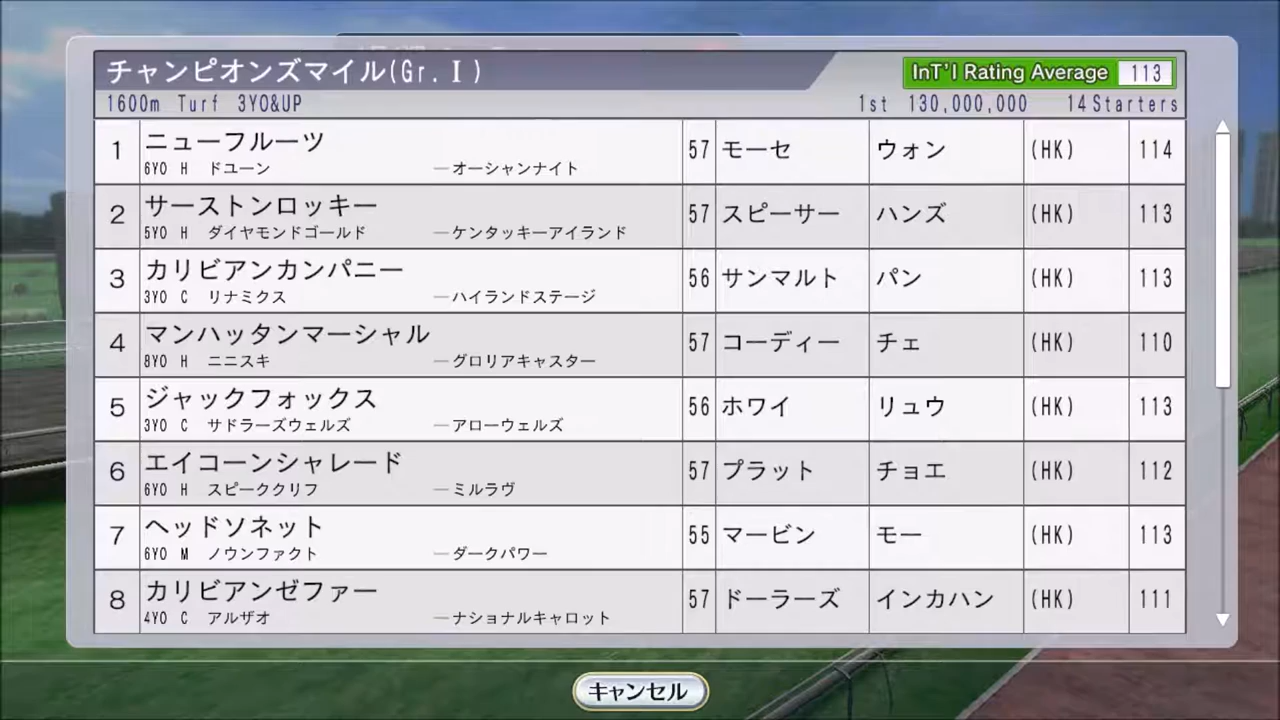 チャンピオンズマイル(Gr.Ⅰ)
InT'l Rating Average 113
1600m Turf 3YO&UP 1st 130,000,000 14Starters
1 ニューフルーツ 57 モーセ ウォン (HK) 114
6YO H ドユーン ―オーシャンナイト
2 サーストンロッキー 57 スピーサー ハンズ (HK) 113
5YO H ダイヤモンドゴールド ―ケンタッキーアイランド
3 カリビアンカンパニー 56 サンマルト パン (HK) 113
3YO C リナミクス ―ハイランドステージ
4 マンハッタンマーシャル 57 コーディー チェ (HK) 110
8YO H ニニスキ ―グロリアキャスター
5 ジャックフォックス 56 ホワイ リュウ (HK) 113
3YO C サドラーズウェルズ ―アローウェルズ
6 エイコーンシャレード 57 プラット チョエ (HK) 112
6YO H スピーククリフ ―ミルラヴ
7 ヘッドソネット 55 マービン モー (HK) 113
6YO M ノウンファクト ―ダークパワー
8 カリビアンゼファー 57 ドーラーズ インカハン (HK) 111
4YO C アルザオ ―ナショナルキャロット
キャンセル